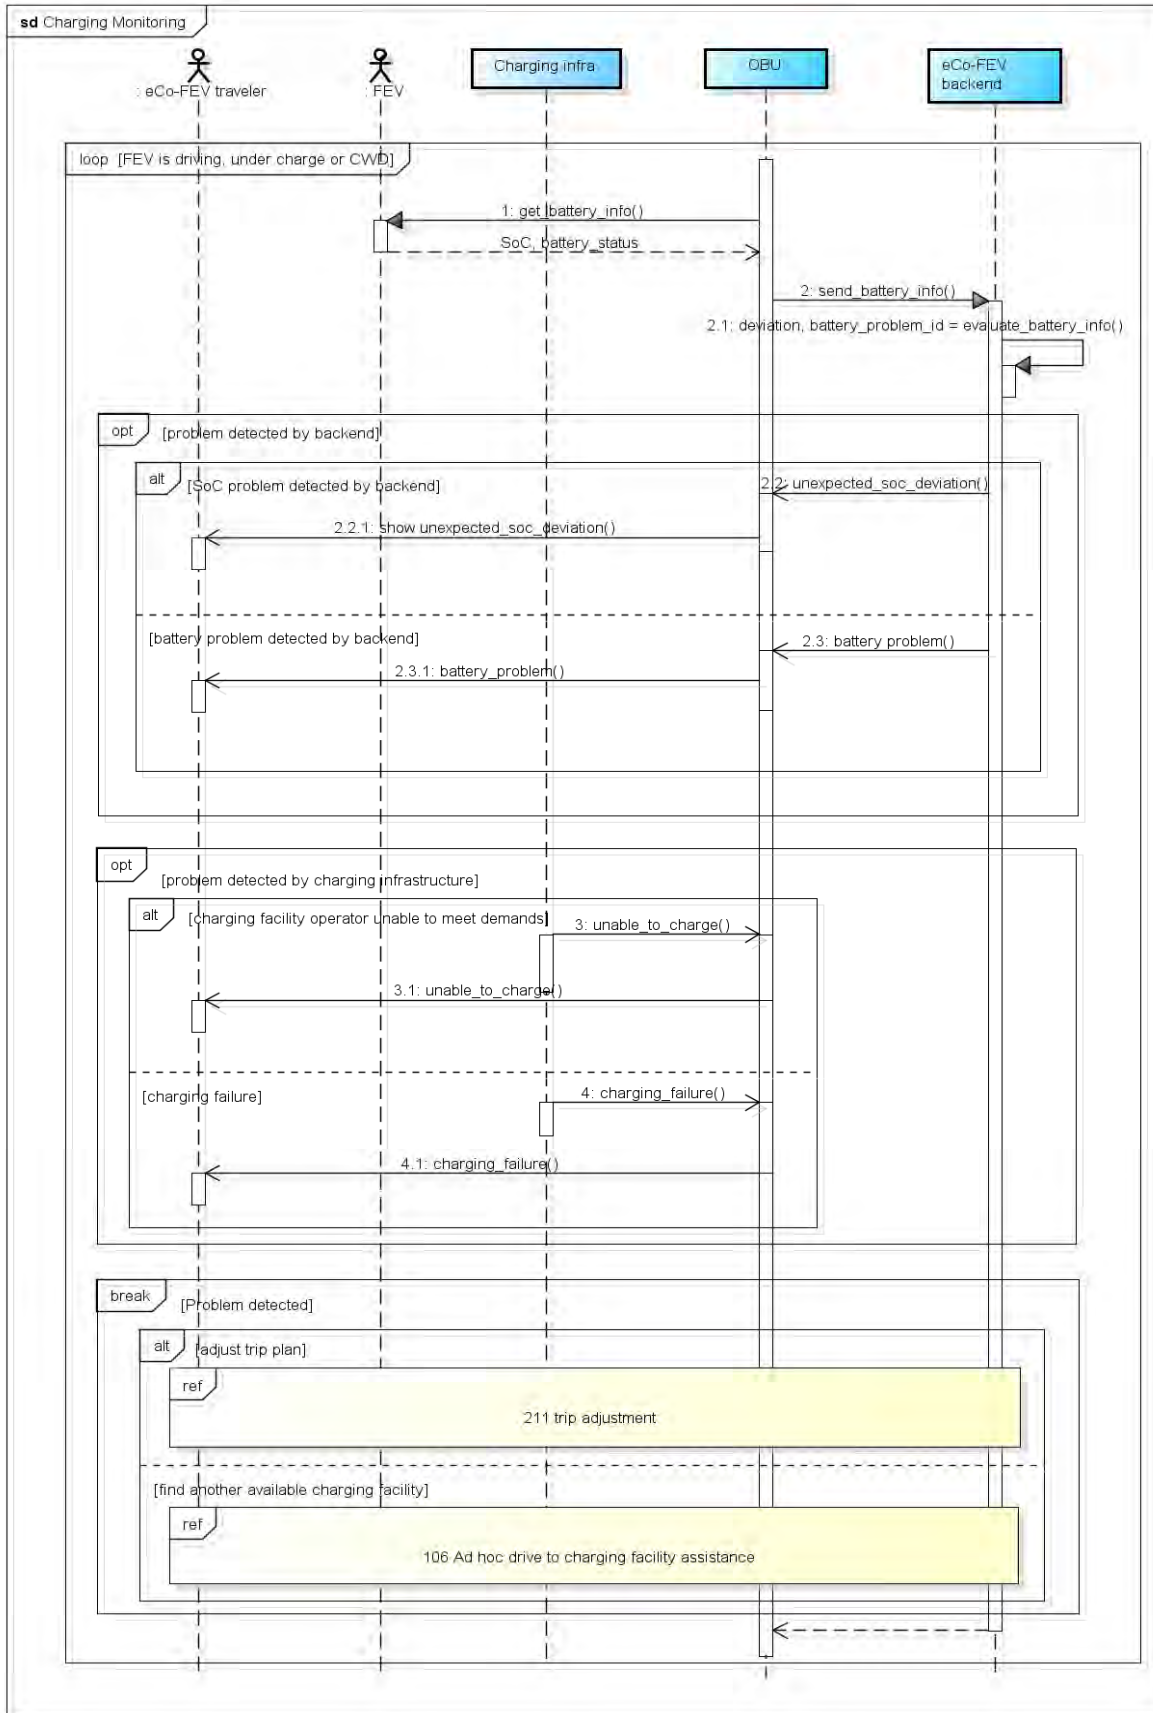 sd Charging Monitoring
: eCo-FEV traveler
: FEV
Charging infra
OBU
eCo-FEV
backend
loop [FEV is driving, under charge or CWD]
1: get_battery_info()
SoC, battery_status
2: send_battery_info()
2.1: deviation, battery_problem_id = evaluate_battery_info()
opt [problem detected by backend]
alt [SoC problem detected by backend]
2.2: unexpected_soc_deviation()
2.2.1: show unexpected_soc_deviation()
[battery problem detected by backend]
2.3: battery problem()
2.3.1: battery_problem()
opt [problem detected by charging infrastructure]
alt [charging facility operator unable to meet demands]
3: unable_to_charge()
3.1: unable_to_charge()
[charging failure]
4: charging_failure()
4.1: charging_failure()
break [Problem detected]
alt [adjust trip plan]
ref
211 trip adjustment
[find another available charging facility]
ref
106 Ad hoc drive to charging facility assistance